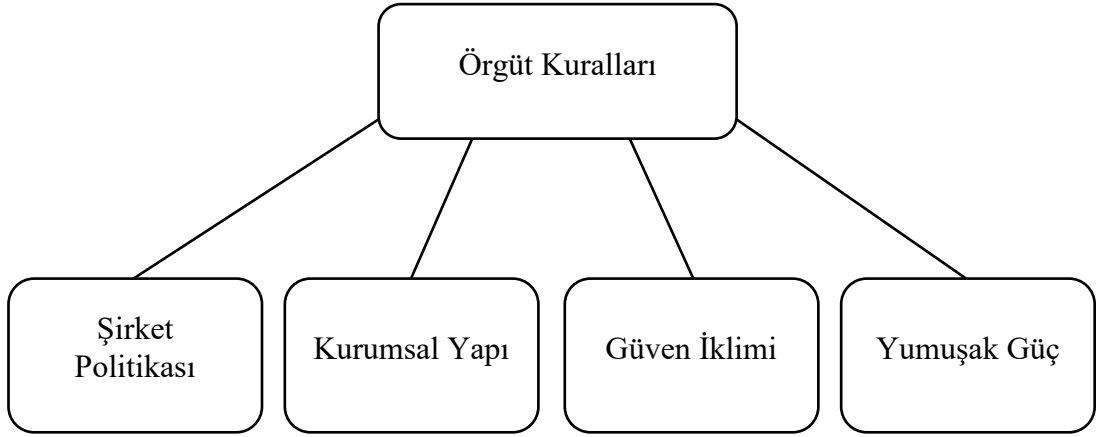 Örgüt Kuralları
Şirket
Politikası
Kurumsal Yapı
Güven İklimi
Yumuşak Güç